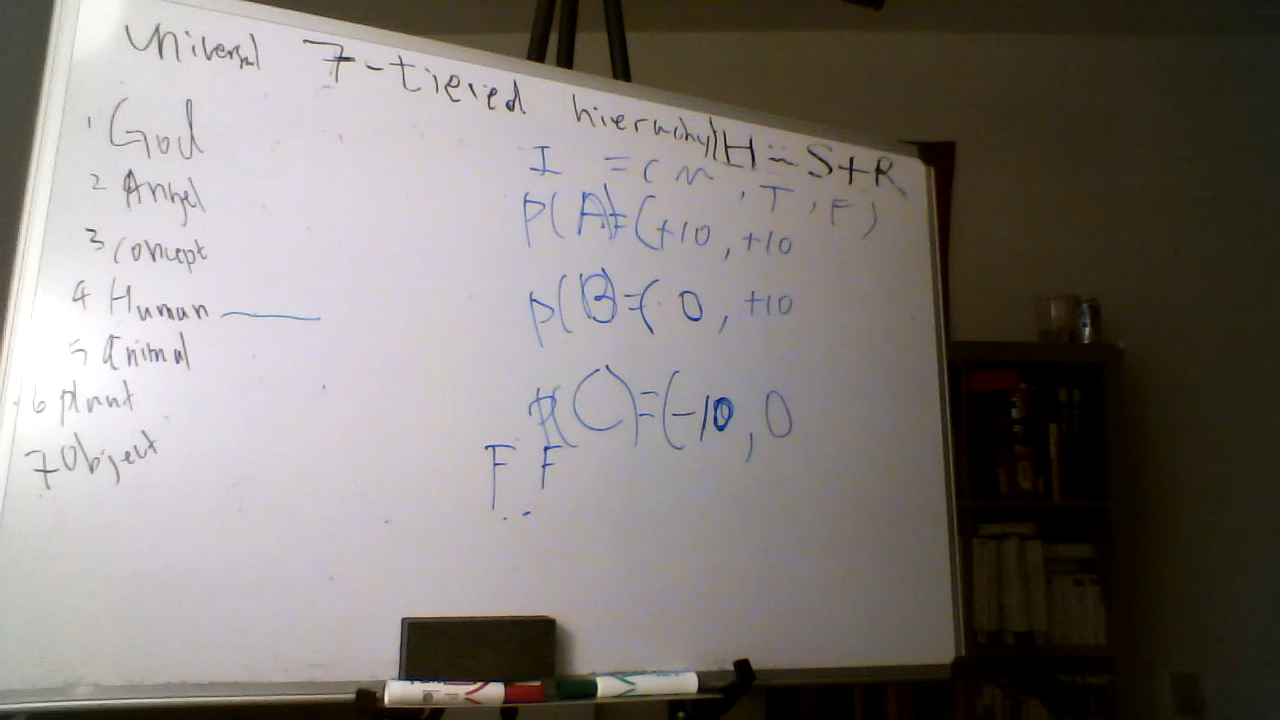 Universal 7-tiered hierarchy H = S+R
1 God
2 Angel
3 concept
4 Human
5 Animal
6 plant
7 Object
I = (m, T, F)
P(A)=(+10, +10
P(B=(0, +10
P(C)=(-10, 0
F F